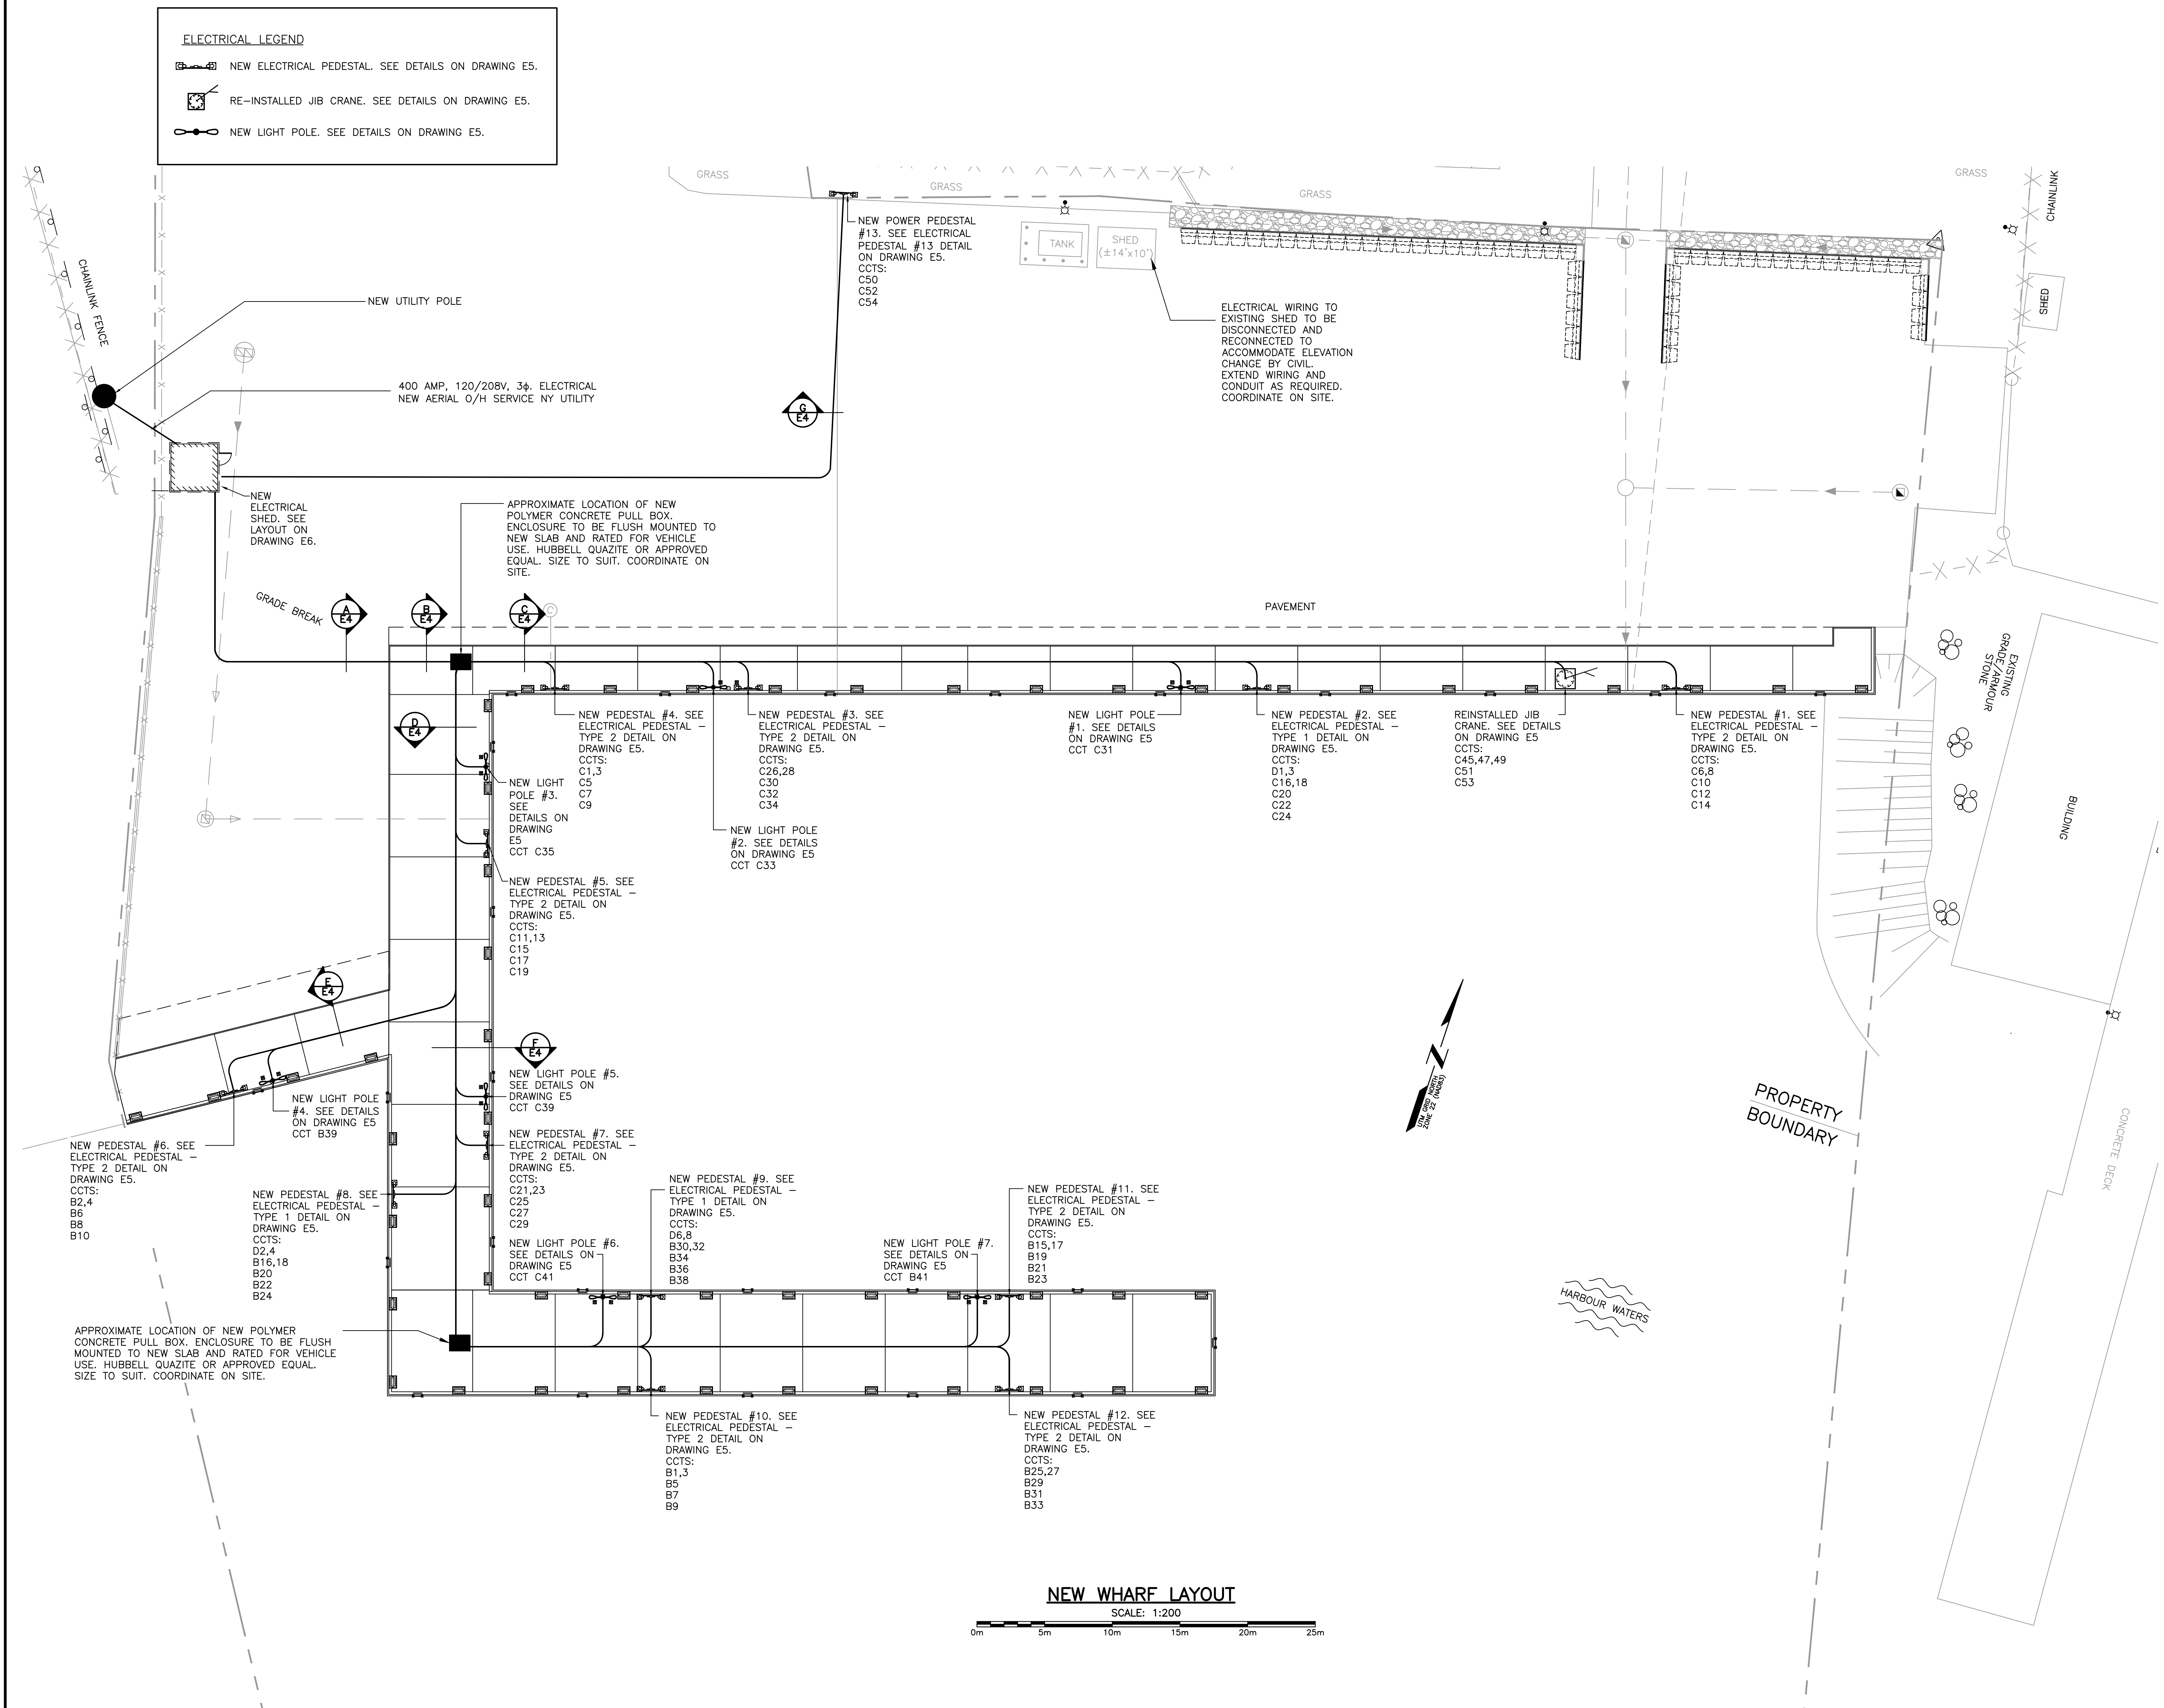 ELECTRICAL LEGEND
NEW ELECTRICAL PEDESTAL. SEE DETAILS ON DRAWING E5.
RE-INSTALLED JIB CRANE. SEE DETAILS ON DRAWING E5.
NEW LIGHT POLE. SEE DETAILS ON DRAWING E5.
GRASS
GRASS
GRASS
GRASS
CHAINLINK
CHAINLINK FENCE
NEW POWER PEDESTAL
#13. SEE ELECTRICAL
PEDESTAL #13 DETAIL
ON DRAWING E5.
CCTS:
C50
C52
C54
TANK
SHED
(±14'x10')
SHED
NEW UTILITY POLE
ELECTRICAL WIRING TO
EXISTING SHED TO BE
DISCONNECTED AND
RECONNECTED TO
ACCOMMODATE ELEVATION
CHANGE BY CIVIL.
EXTEND WIRING AND
CONDUIT AS REQUIRED.
COORDINATE ON SITE.
400 AMP, 120/208V, 3ϕ. ELECTRICAL
NEW AERIAL O/H SERVICE NY UTILITY
G
E4
NEW
ELECTRICAL
SHED. SEE
LAYOUT ON
DRAWING E6.
APPROXIMATE LOCATION OF NEW
POLYMER CONCRETE PULL BOX.
ENCLOSURE TO BE FLUSH MOUNTED TO
NEW SLAB AND RATED FOR VEHICLE
USE. HUBBELL QUAZITE OR APPROVED
EQUAL. SIZE TO SUIT. COORDINATE ON
SITE.
GRADE BREAK
A
E4
B
E4
C
E4
C
PAVEMENT
EXISTING
GRADE/ARMOUR
STONE
BUILDING
D
E4
NEW PEDESTAL #4. SEE
ELECTRICAL PEDESTAL –
TYPE 2 DETAIL ON
DRAWING E5.
CCTS:
C1,3
C5
C7
C9
NEW PEDESTAL #3. SEE
ELECTRICAL PEDESTAL –
TYPE 2 DETAIL ON
DRAWING E5.
CCTS:
C26,28
C30
C32
C34
NEW LIGHT POLE
#1. SEE DETAILS
ON DRAWING E5
CCT C31
NEW PEDESTAL #2. SEE
ELECTRICAL PEDESTAL –
TYPE 1 DETAIL ON
DRAWING E5.
CCTS:
D1,3
C16,18
C20
C22
C24
REINSTALLED JIB
CRANE. SEE DETAILS
ON DRAWING E5
CCTS:
C45,47,49
C51
C53
NEW PEDESTAL #1. SEE
ELECTRICAL PEDESTAL –
TYPE 2 DETAIL ON
DRAWING E5.
CCTS:
C6,8
C10
C12
C14
NEW LIGHT
POLE #3.
SEE
DETAILS ON
DRAWING
E5
CCT C35
NEW LIGHT POLE
#2. SEE DETAILS
ON DRAWING E5
CCT C33
NEW PEDESTAL #5. SEE
ELECTRICAL PEDESTAL –
TYPE 2 DETAIL ON
DRAWING E5.
CCTS:
C11,13
C15
C17
C19
E
E4
F
E4
NEW LIGHT POLE #5.
SEE DETAILS ON
DRAWING E5
CCT C39
NEW LIGHT POLE
#4. SEE DETAILS
ON DRAWING E5
CCT B39
NEW PEDESTAL #6. SEE
ELECTRICAL PEDESTAL –
TYPE 2 DETAIL ON
DRAWING E5.
CCTS:
B2,4
B6
B8
B10
NEW PEDESTAL #7. SEE
ELECTRICAL PEDESTAL –
TYPE 2 DETAIL ON
DRAWING E5.
CCTS:
C21,23
C25
C27
C29
NEW PEDESTAL #8. SEE
ELECTRICAL PEDESTAL –
TYPE 1 DETAIL ON
DRAWING E5.
CCTS:
D2,4
B16,18
B20
B22
B24
NEW PEDESTAL #9. SEE
ELECTRICAL PEDESTAL –
TYPE 1 DETAIL ON
DRAWING E5.
CCTS:
D6,8
B30,32
B34
B36
B38
NEW PEDESTAL #11. SEE
ELECTRICAL PEDESTAL –
TYPE 2 DETAIL ON
DRAWING E5.
CCTS:
B15,17
B19
B21
B23
NEW LIGHT POLE #6.
SEE DETAILS ON
DRAWING E5
CCT C41
NEW LIGHT POLE #7.
SEE DETAILS ON
DRAWING E5
CCT B41
UTM GRID NORTH
ZONE 22 (NAD83)
N
PROPERTY
BOUNDARY
CONCRETE DECK
HARBOUR WATERS
APPROXIMATE LOCATION OF NEW POLYMER
CONCRETE PULL BOX. ENCLOSURE TO BE FLUSH
MOUNTED TO NEW SLAB AND RATED FOR VEHICLE
USE. HUBBELL QUAZITE OR APPROVED EQUAL.
SIZE TO SUIT. COORDINATE ON SITE.
NEW PEDESTAL #10. SEE
ELECTRICAL PEDESTAL –
TYPE 2 DETAIL ON
DRAWING E5.
CCTS:
B1,3
B5
B7
B9
NEW PEDESTAL #12. SEE
ELECTRICAL PEDESTAL –
TYPE 2 DETAIL ON
DRAWING E5.
CCTS:
B25,27
B29
B31
B33
NEW WHARF LAYOUT
SCALE: 1:200
0m 5m 10m 15m 20m 25m